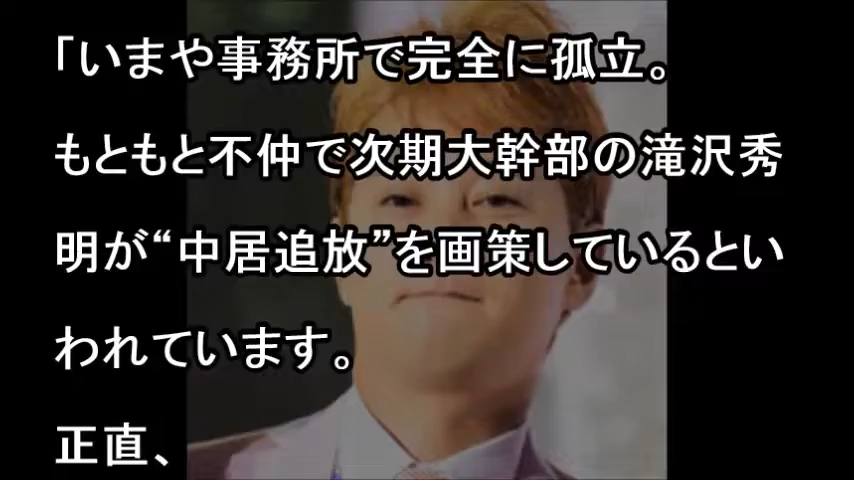 「いまや事務所で完全に孤立。
もともと不仲で次期大幹部の滝沢秀
明が“中居追放”を画策しているとい
われています。
正直、